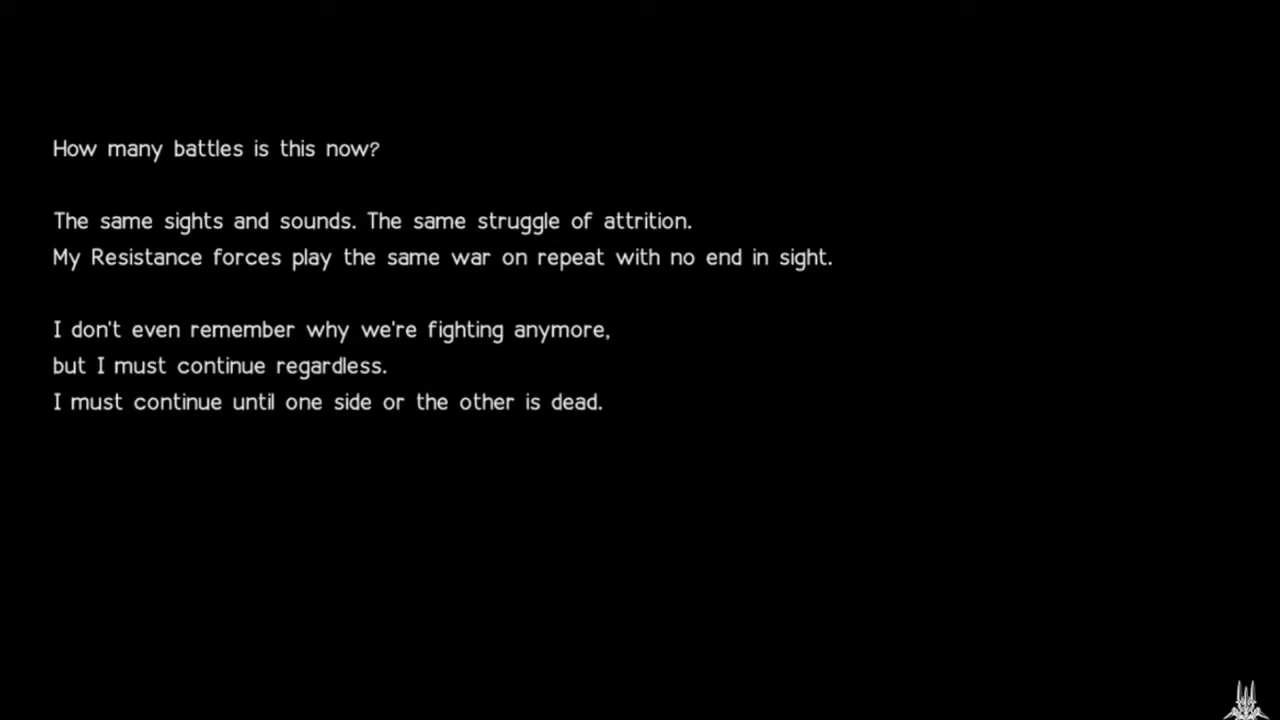 How many battles is this now?
The same sights and sounds. The same struggle of attrition.
My Resistance forces play the same war on repeat with no end in sight.
I don't even remember why we're fighting anymore,
but I must continue regardless.
I must continue until one side or the other is dead.